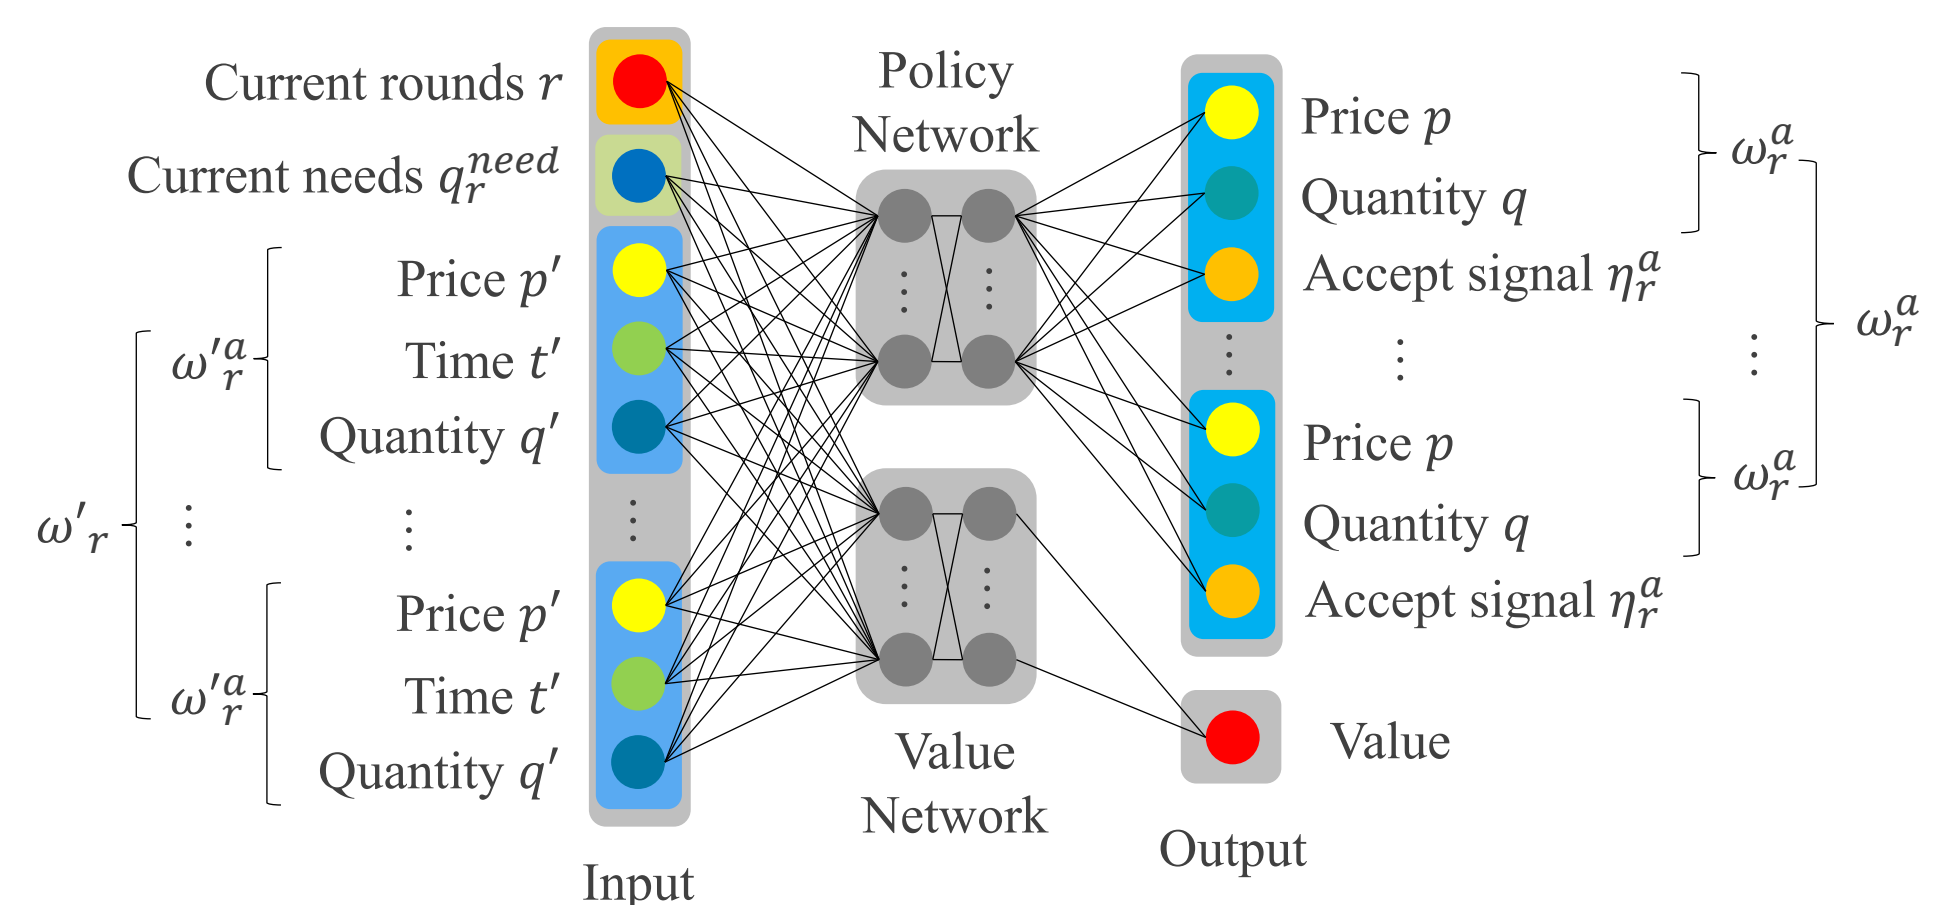 Current rounds r
Current needs q_r^{need}
Price p′
Time t′
Quantity q′
ω′_r^a
⋮
⋮
ω′_r
Price p′
Time t′
Quantity q′
ω′_r^a
Input
Policy
Network
Value
Network
Price p
Quantity q
Accept signal η_r^a
ω_r^a
⋮
⋮
ω_r^a
Price p
Quantity q
Accept signal η_r^a
ω_r^a
Value
Output